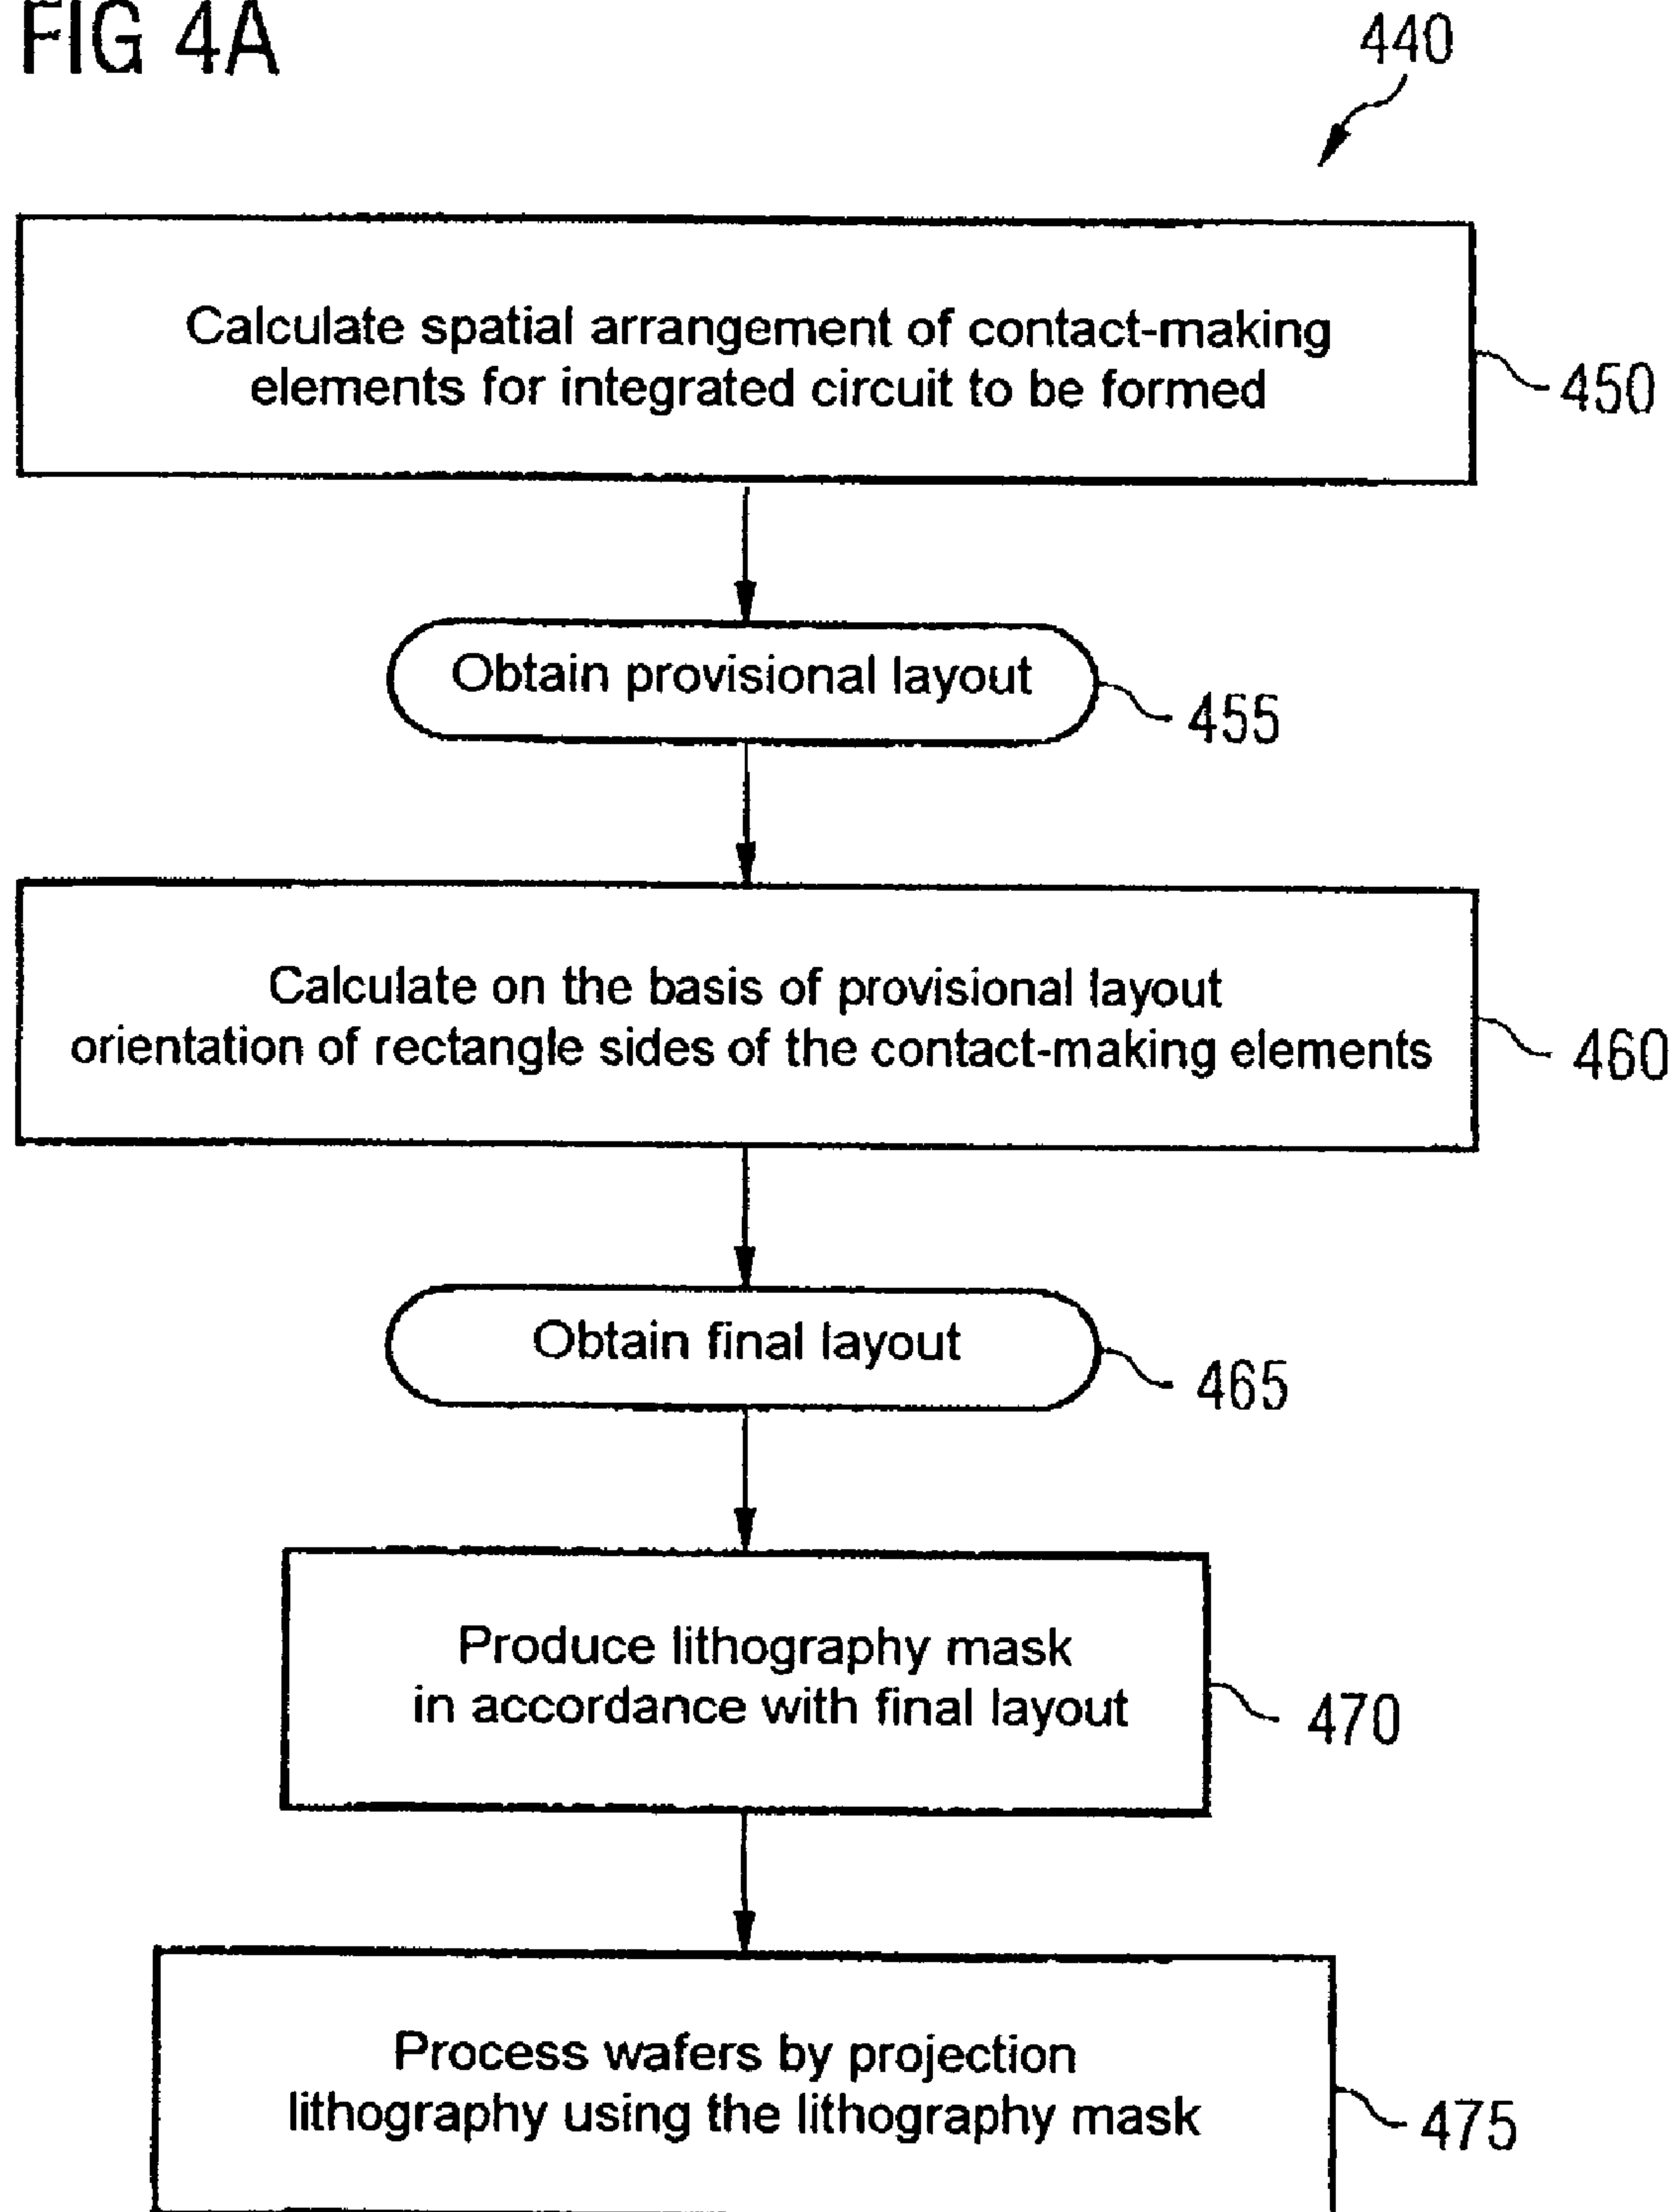 FIG 4A
440
Calculate spatial arrangement of contact-making
elements for integrated circuit to be formed
450
Obtain provisional layout
455
Calculate on the basis of provisional layout
orientation of rectangle sides of the contact-making elements
460
Obtain final layout
465
Produce lithography mask
in accordance with final layout
470
Process wafers by projection
lithography using the lithography mask
475